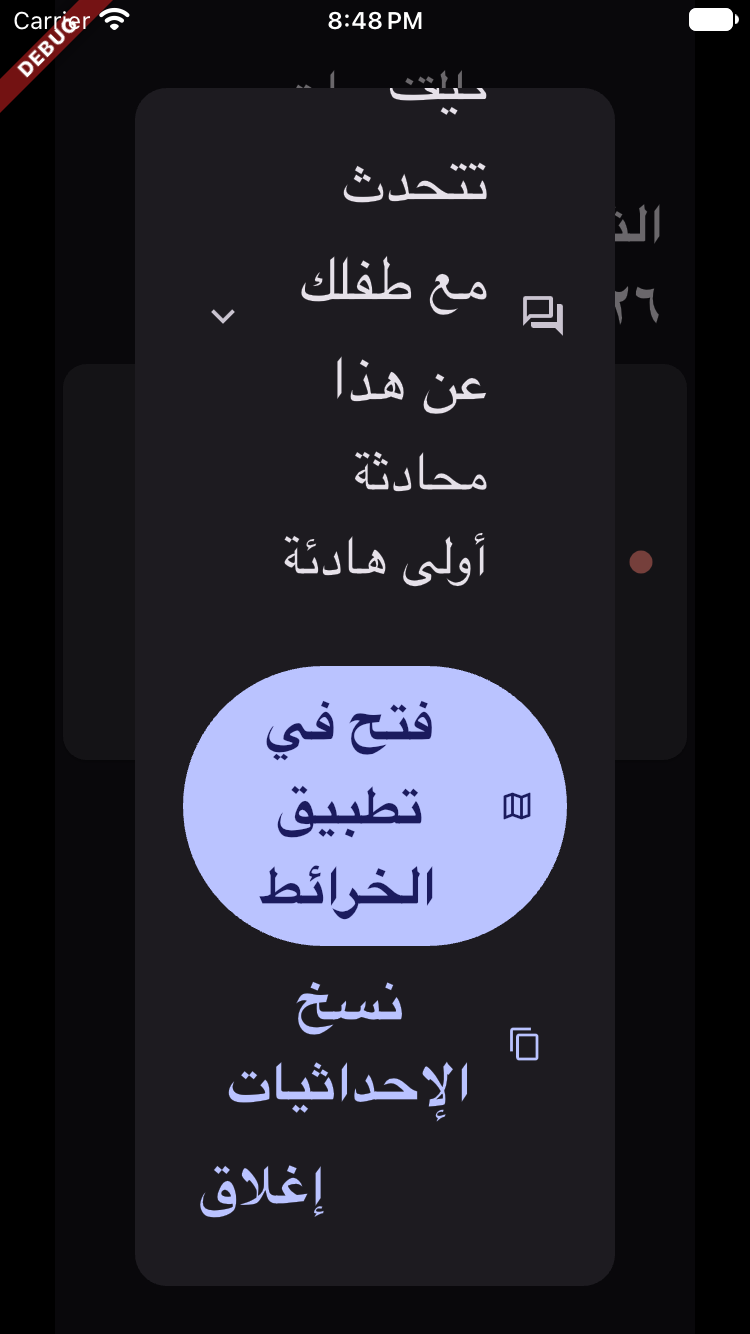 Carrier
8:48 PM
DEBUG
تتحدث
مع طفلك
عن هذا
محادثة
أولى هادئة
فتح في
تطبيق
الخرائط
نسخ
الإحداثيات
إغلاق